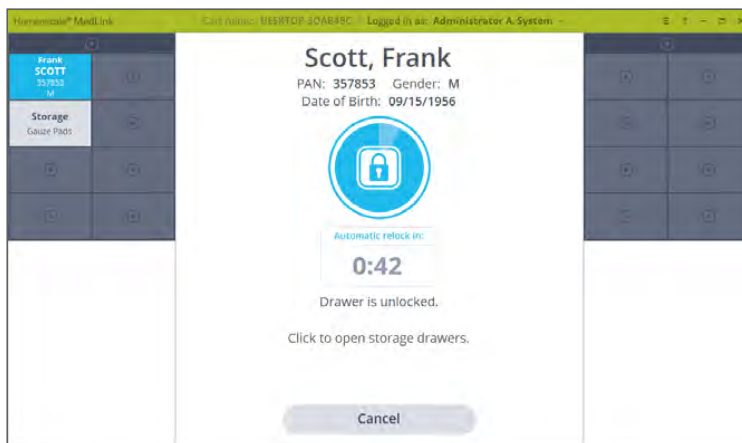 MedLink
Logged in as: Administrator A. System
Frank
SCOTT
357853
M
Storage
Gauze Pads
Scott, Frank
PAN: 357853 Gender: M
Date of Birth: 09/15/1956
Automatic relock in:
0:42
Drawer is unlocked.
Click to open storage drawers.
Cancel